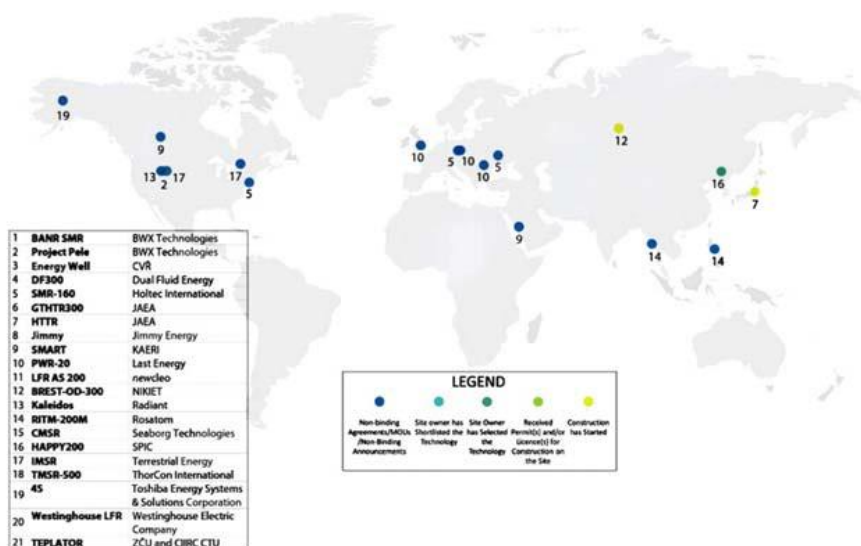 19
9
13
2
17
17
5
10
5
10
10
5
9
12
16
7
14
14
1 BANR SMR BWX Technologies
2 Project Pele BWX Technologies
3 Energy Well CVŘ
4 DF300 Dual Fluid Energy
5 SMR-160 Holtec International
6 GTHTR300 JAEA
7 HTTR JAEA
8 Jimmy Jimmy Energy
9 SMART KAERI
10 PWR-20 Last Energy
11 LFR AS 200 newcleo
12 BREST-OD-300 NIKIET
13 Kaleidos Radiant
14 RITM-200M Rosatom
15 CMSR Seaborg Technologies
16 HAPPY200 SPIC
17 IMSR Terrestrial Energy
18 TMSR-500 ThorCon International
19 4S Toshiba Energy Systems
& Solutions Corporation
20 Westinghouse LFR Westinghouse Electric
Company
21 TEPLATOR ZČU and CIIRC CTU
LEGEND
Non-binding
Agreements/MOUs
/Non-Binding
Announcements
Site owner has
Shortlisted the
Technology
Site Owner
has Selected
the
Technology
Received
Permit(s) and/or
Licence(s) for
Construction on
the Site
Construction
has Started